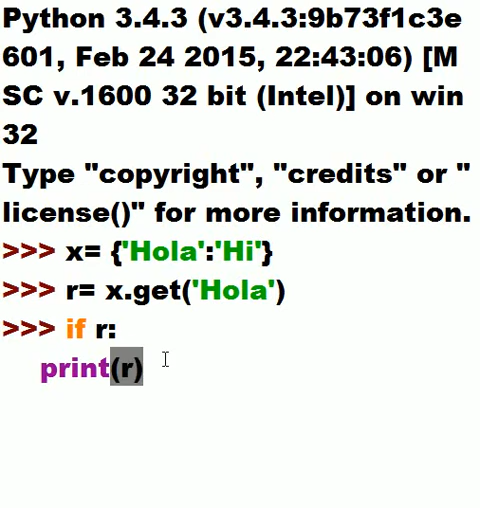 Python 3.4.3 (v3.4.3:9b73f1c3e
601, Feb 24 2015, 22:43:06) [M
SC v.1600 32 bit (Intel)] on win
32
Type "copyright", "credits" or "
license()" for more information.
>>> x= {'Hola':'Hi'}
>>> r= x.get('Hola')
>>> if r:
print(r)